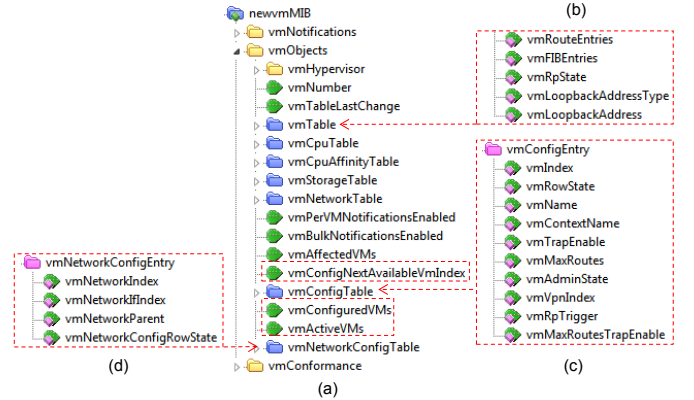 newvmMIB
vmNotifications
vmObjects
vmHypervisor
vmNumber
vmTableLastChange
vmTable
vmCpuTable
vmCpuAffinityTable
vmStorageTable
vmNetworkTable
vmPerVMNotificationsEnabled
vmBulkNotificationsEnabled
vmAffectedVMs
vmConfigNextAvailableVmIndex
vmConfigTable
vmConfiguredVMs
vmActiveVMs
vmNetworkConfigTable
vmConformance
(a)
(b)
vmRouteEntries
vmFIBEntries
vmRpState
vmLoopbackAddressType
vmLoopbackAddress
vmConfigEntry
vmIndex
vmRowState
vmName
vmContextName
vmTrapEnable
vmMaxRoutes
vmAdminState
vmVpnIndex
vmRpTrigger
vmMaxRoutesTrapEnable
(c)
vmNetworkConfigEntry
vmNetworkIndex
vmNetworkIfIndex
vmNetworkParent
vmNetworkConfigRowState
(d)